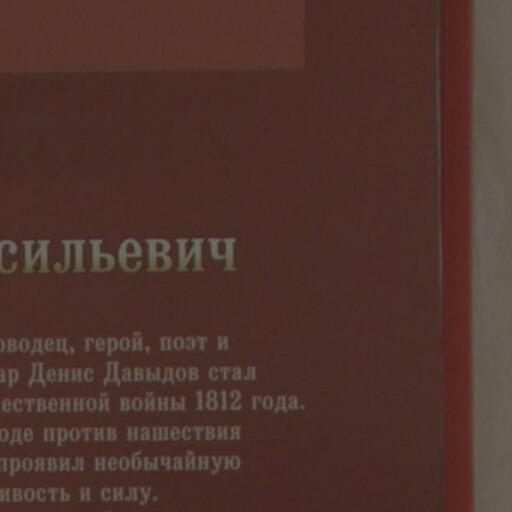 сильевич
оводец, герой, поэт и
ар Денис Давыдов стал
ественной войны 1812 года.
оде против нашествия
проявил необычайную
ивость и силу.